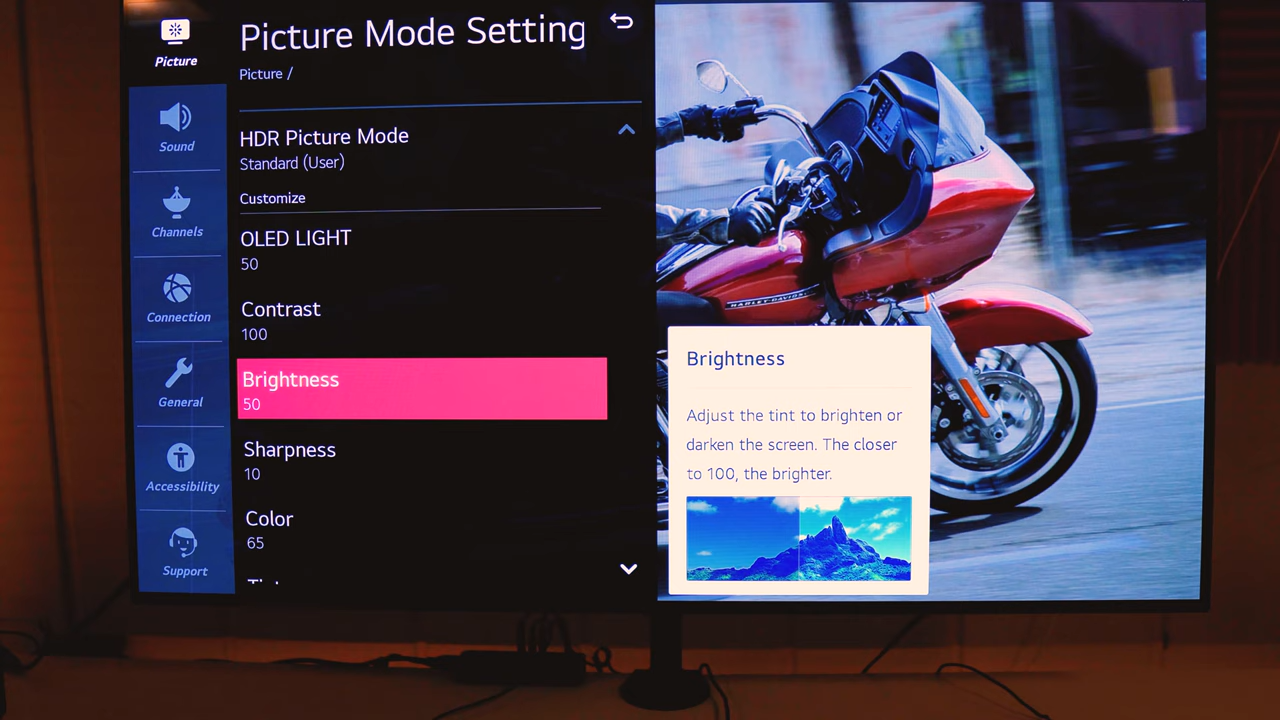 Picture Mode Setting
Picture /
Picture
Sound
Channels
Connection
General
Accessibility
Support
HDR Picture Mode
Standard (User)
Customize
OLED LIGHT
50
Contrast
100
Brightness
50
Sharpness
10
Color
65
HARLEY-DAVIDSON
Brightness
Adjust the tint to brighten or
darken the screen. The closer
to 100, the brighter.